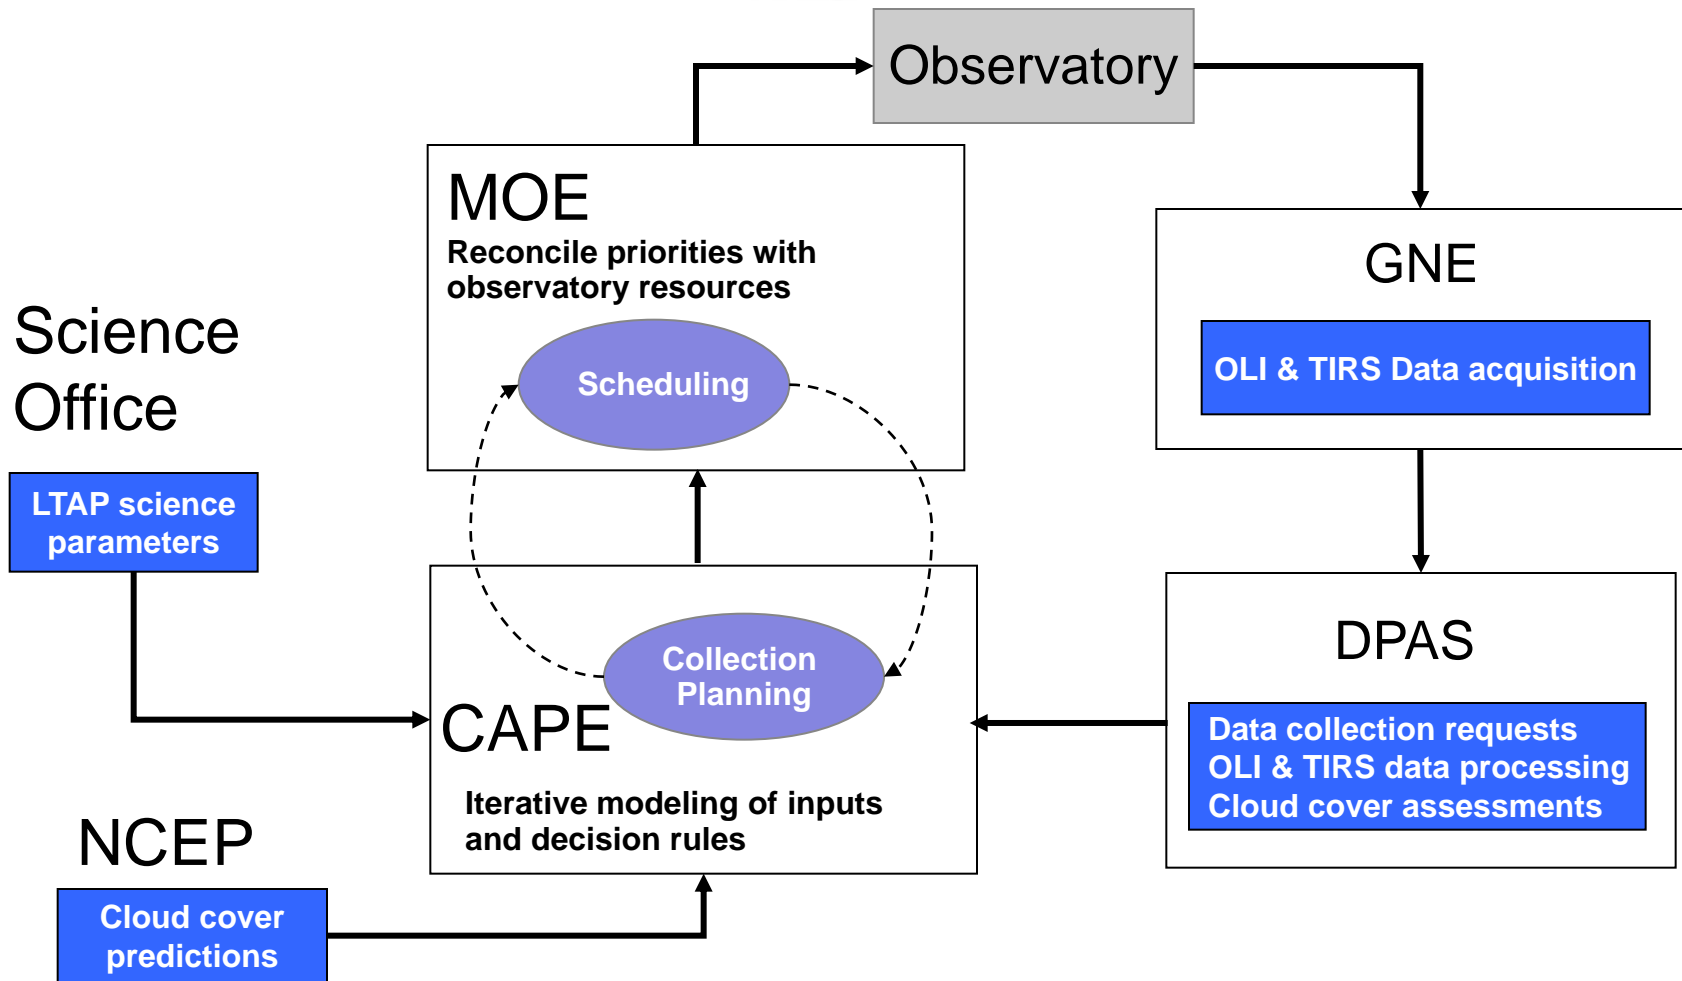 Observatory
MOE
Reconcile priorities with
observatory resources
Scheduling
GNE
OLI & TIRS Data acquisition
Science
Office
LTAP science
parameters
Collection
Planning
CAPE
Iterative modeling of inputs
and decision rules
DPAS
Data collection requests
OLI & TIRS data processing
Cloud cover assessments
NCEP
Cloud cover
predictions